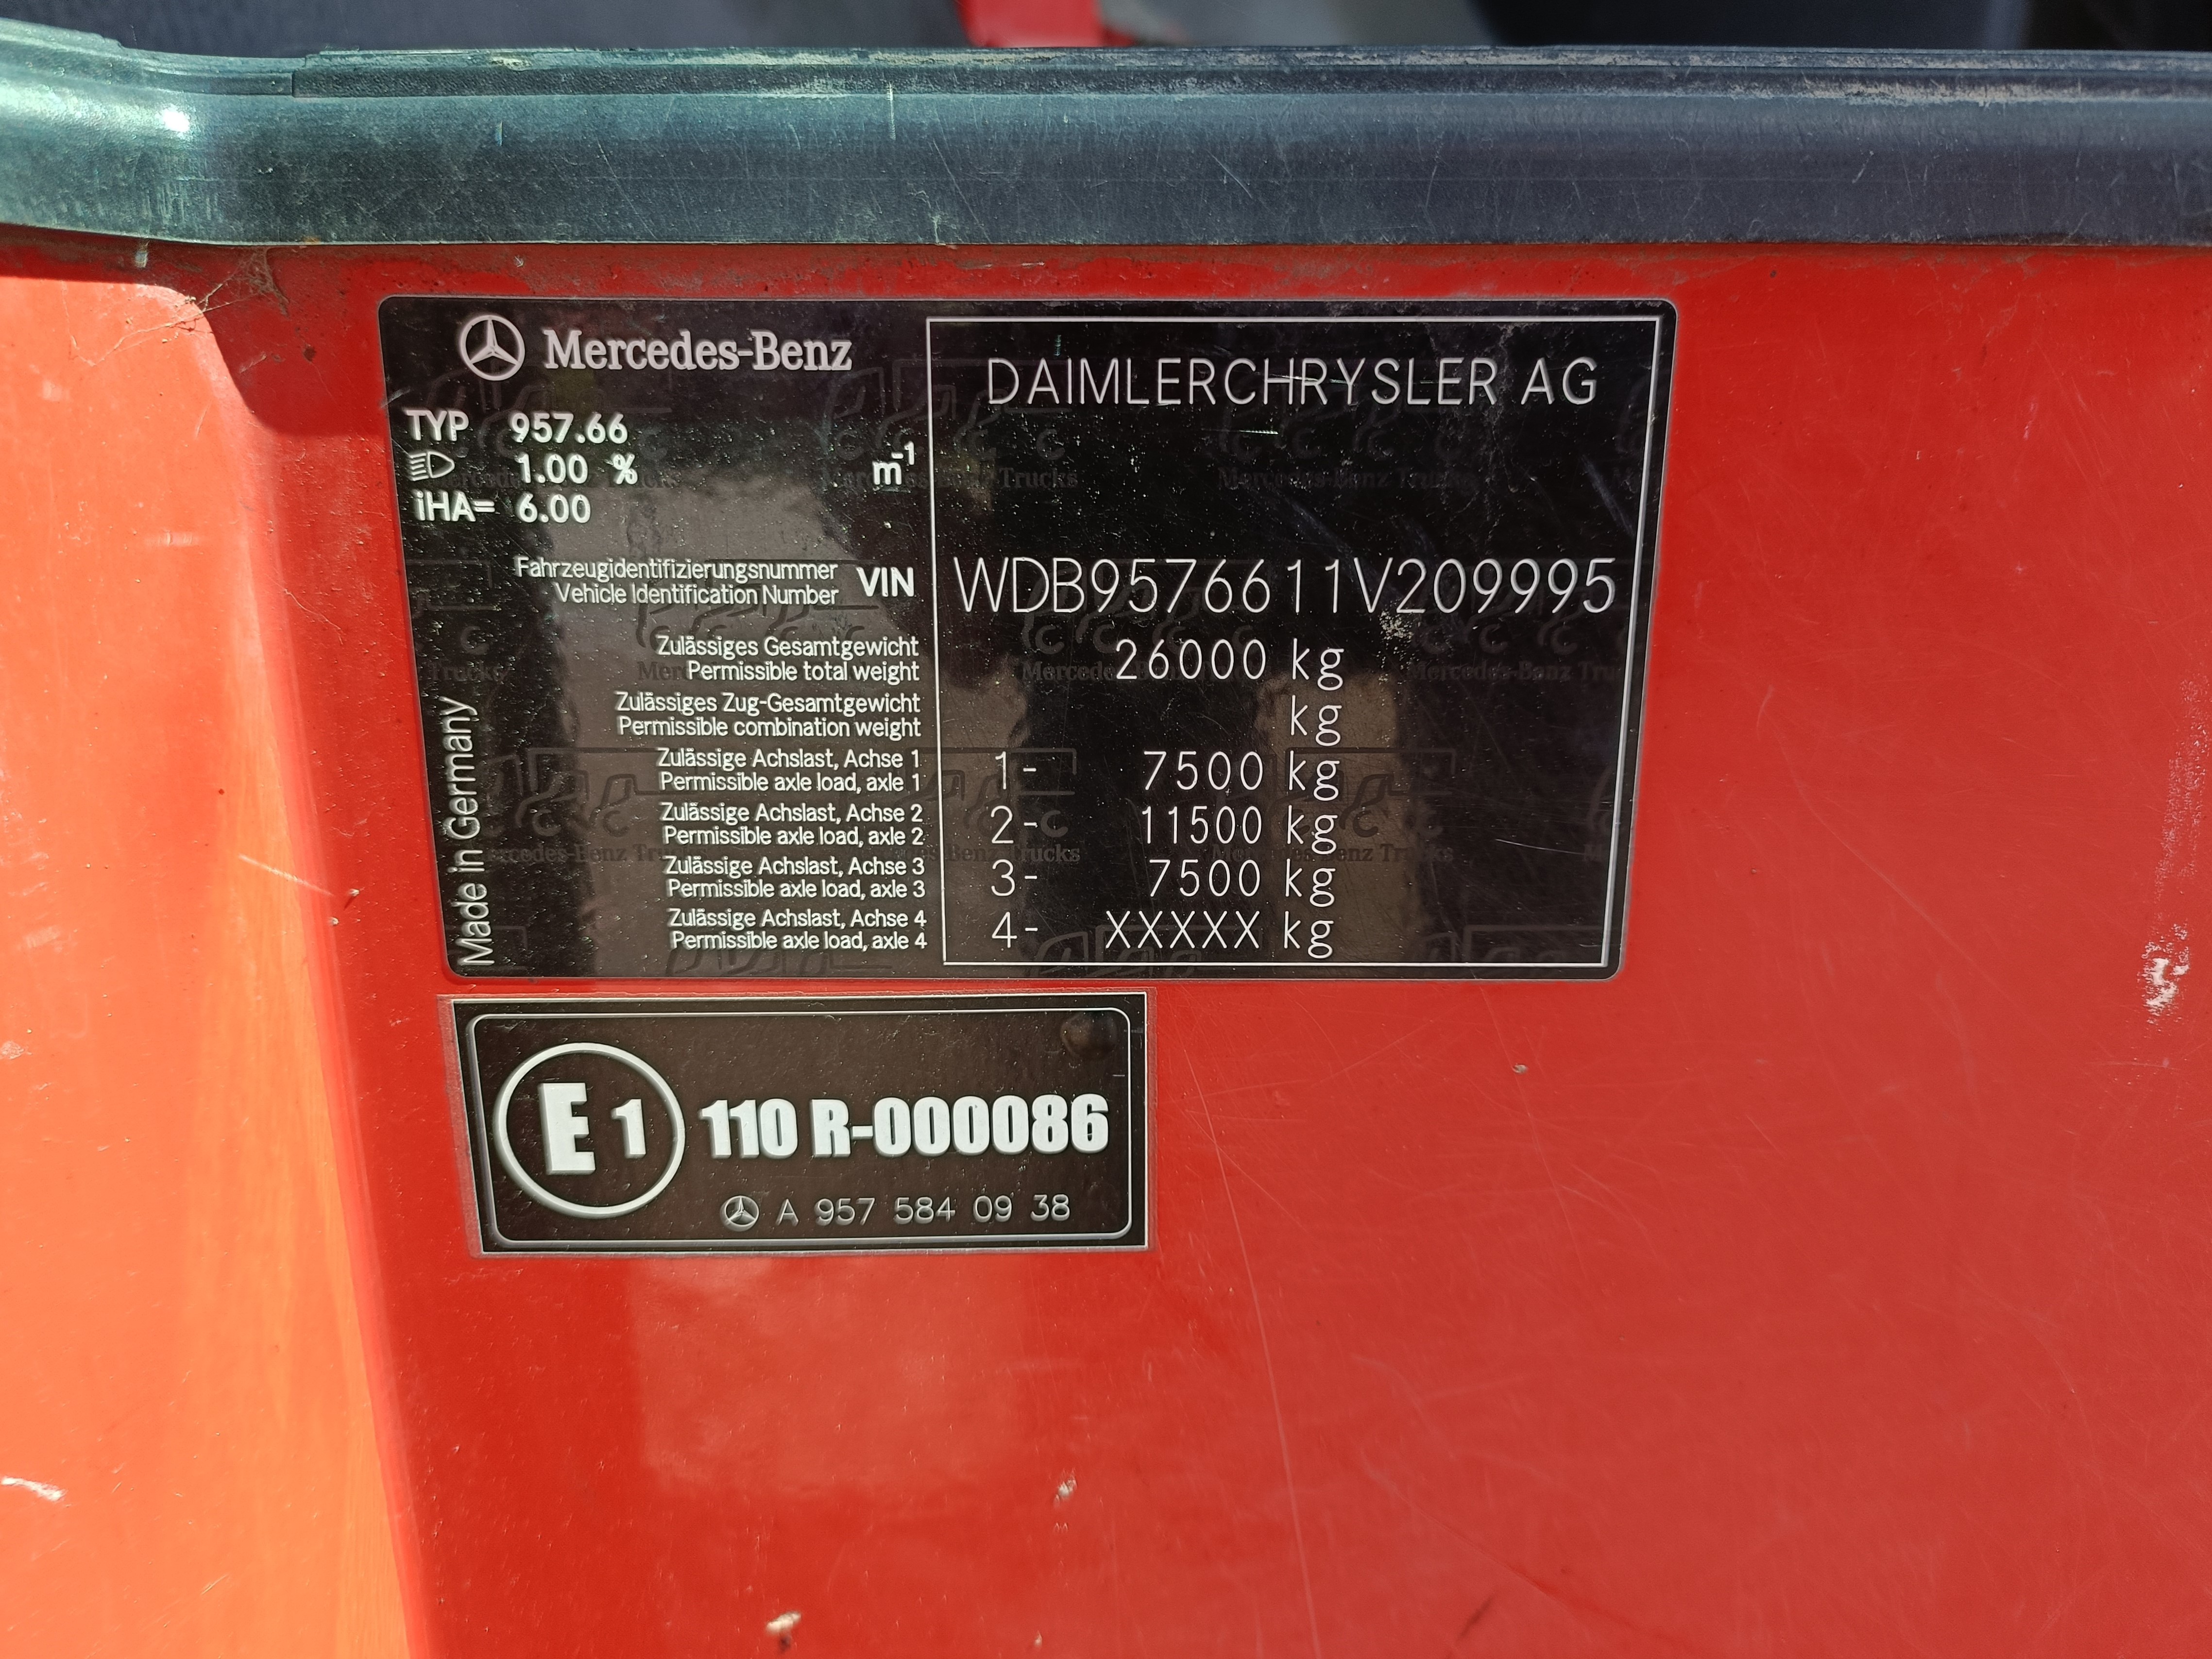 Mercedes-Benz
DAIMLERCHRYSLER AG
TYP 957.66
1.00 % m-1
iHA= 6.00
Fahrzeugidentifizierungsnummer
Vehicle Identification Number
VIN WDB9576611V209995
Zulässiges Gesamtgewicht
Permissible total weight
26000 kg
Zulässiges Zug-Gesamtgewicht
Permissible combination weight
kg
Zulässige Achslast, Achse 1
Permissible axle load, axle 1
1- 7500 kg
Zulässige Achslast, Achse 2
Permissible axle load, axle 2
2- 11500 kg
Zulässige Achslast, Achse 3
Permissible axle load, axle 3
3- 7500 kg
Zulässige Achslast, Achse 4
Permissible axle load, axle 4
4- XXXXX kg
Made in Germany
E1 110 R-000086
A 957 584 09 38